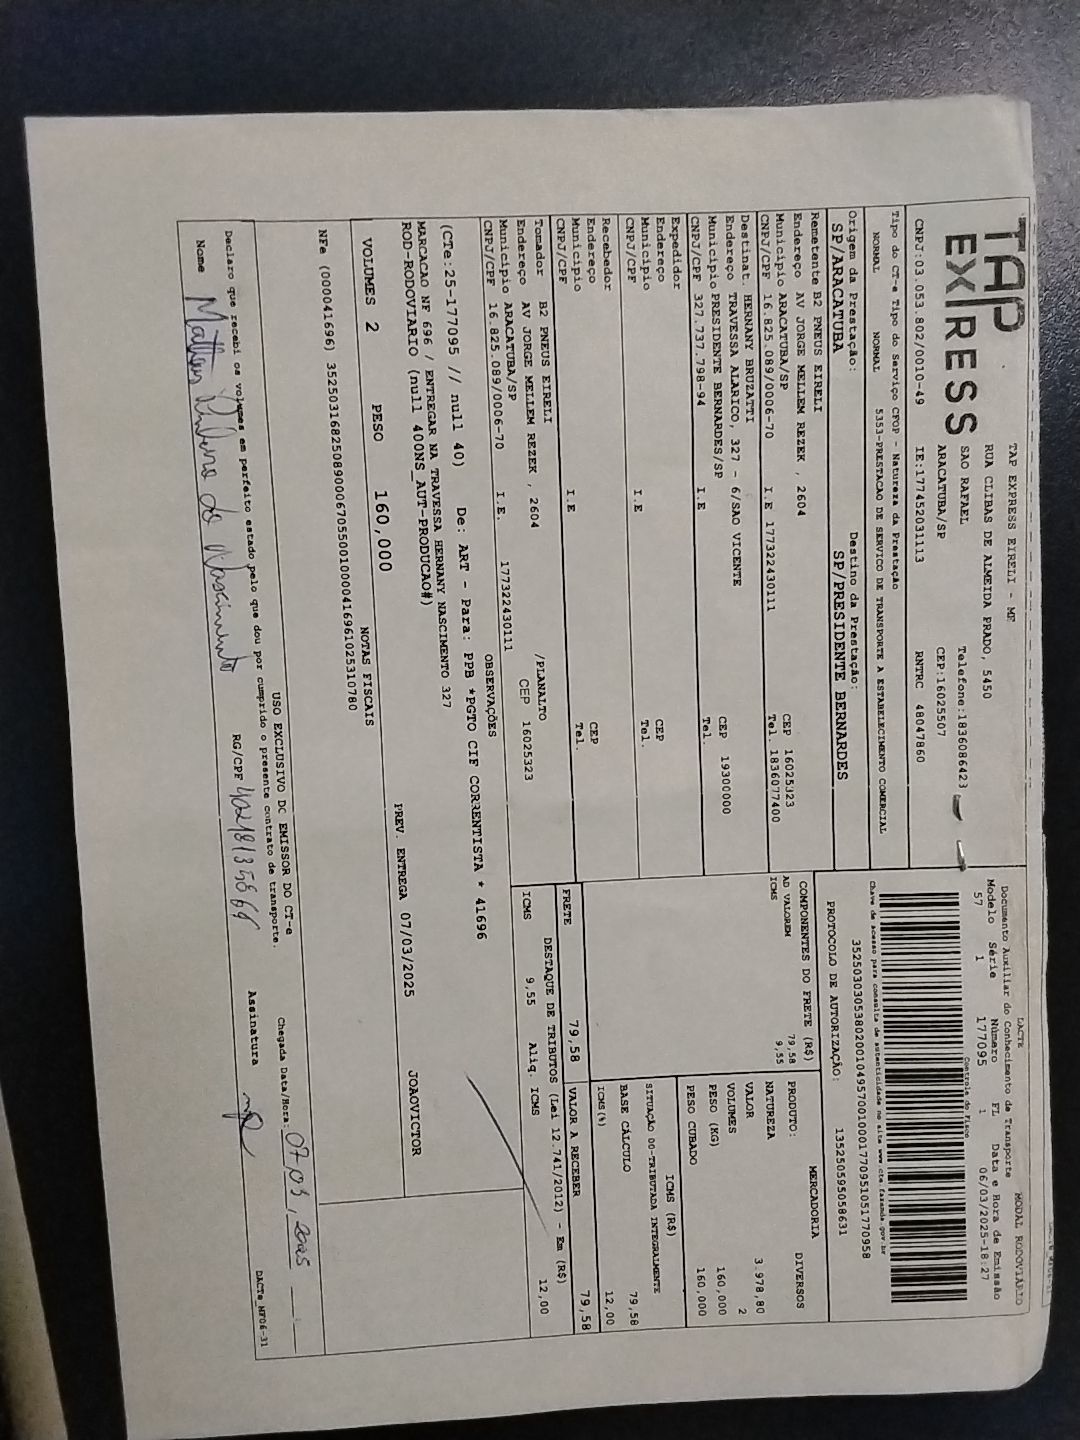 TAP
EXPRESS
TAP EXPRESS EIRELI - MF
RUA CLIBAS DE ALMEIDA PRADO, 5450
SAO RAFAEL Telefone:1836086423
ARACATUBA/SP CEP:16025507
CNPJ:03.053.802/0010-49 IE:177452031113 RNTRC 48047860
Tipo do CT-e Tipo do Serviço CFOP - Natureza da Prestação
NORMAL NORMAL 5353-PRESTACAO DE SERVICO DE TRANSPORTE A ESTABELECIMENTO COMERCIAL
Origem da Prestação: Destino da Prestação:
SP/ARACATUBA SP/PRESIDENTE BERNARDES
Remetente B2 PNEUS EIRELI
Endereço AV JORGE MELLEM REZEK , 2604 CEP 16025323
Municipio ARACATUBA/SP Tel. 1836077400
CNPJ/CPF 16.825.089/0006-70 I.E 177322430111
Destinat. HERNANY BRUZATTI
Endereço TRAVESSA ALARICO, 327 - 6/SAO VICENTE CEP 19300000
Municipio PRESIDENTE BERNARDES/SP Tel.
CNPJ/CPF 327.737.798-94 I.E
Expedidor
Endereço CEP
Municipio Tel.
CNPJ/CPF I.E
Recebedor
Endereço CEP
Municipio Tel.
CNPJ/CPF I.E
Tomador B2 PNEUS EIRELI
Endereço AV JORGE MELLEM REZEK , 2604 /PLANALTO
Municipio ARACATUBA/SP CEP 16025323
CNPJ/CPF 16.825.089/0006-70 I.E. 177322430111
DACTE MODAL RODOVIÁRIO
Documento Auxiliar do Conhecimento de Transporte
Modelo Série Número FL Data e Hora de Emissão
57 1 177095 1 06/03/2025-18:27
Controle do Fisco
Chave de acesso para consulta de autenticidade no site www.cte.fazenda.gov.br
35250303053802001049570010001770951051770958
PROTOCOLO DE AUTORIZAÇÃO: 135250595058631
COMPONENTES DO FRETE (R$)
AD VALOREM 79,58
ICMS 9,55
MERCADORIA
PRODUTO: DIVERSOS
NATUREZA
VALOR 3.978,80
VOLUMES 2
PESO (KG) 160,000
PESO CUBADO 160,000
ICMS (R$)
SITUAÇÃO 00-TRIBUTADA INTEGRALMENTE
BASE CÁLCULO 79,58
ICMS(%) 12,00
FRETE 79,58 VALOR A RECEBER 79,58
DESTAQUE DE TRIBUTOS (Lei 12.741/2012) - Em (R$)
ICMS 9,55 Aliq. ICMS 12,00
OBSERVAÇÕES
(CTe:25-177095 // null 40) De: ART - Para: PPB *PGTO CIF CORRENTISTA * 41696
MARCACAO NF 696 / ENTREGAR NA TRAVESSA HERNANY NASCIMENTO 327
ROD-RODOVIARIO (null 400NS_AUT-PRODUCAO#)
PREV. ENTREGA 07/03/2025 JOAOVICTOR
VOLUMES 2 PESO 160,000
NOTAS FISCAIS
NFe (000041696) 35250316825089000670550010000416961025310780
USO EXCLUSIVO DO EMISSOR DO CT-e
Declaro que recebi os volumes em perfeito estado pelo que dou por cumprido o presente contrato de transporte.
Chegada Data/Hora: 07.03,2025
Nome Matheus Ribeiro do Nascimento RG/CPF Assinatura
DACTe_MF06-31